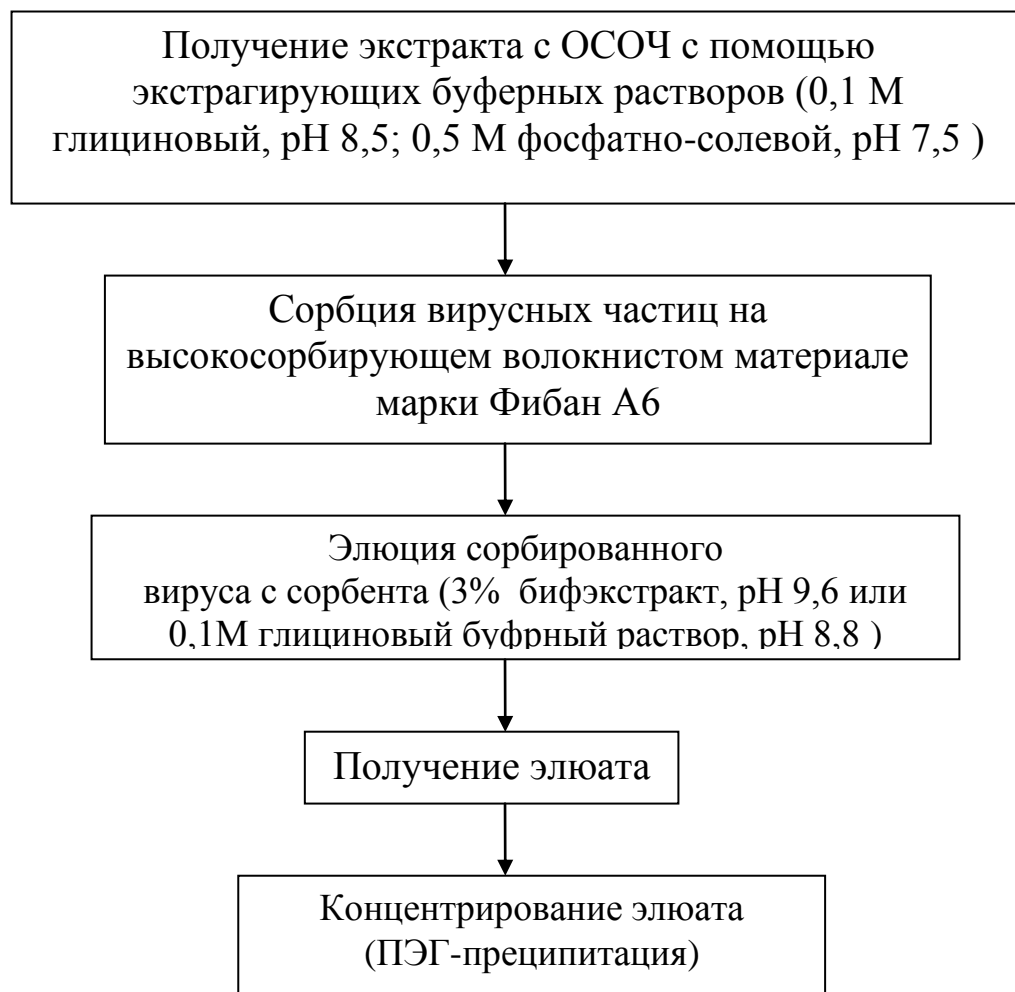 Получение экстракта с ОСОЧ с помощью
экстрагирующих буферных растворов (0,1 М
глициновый, рН 8,5; 0,5 М фосфатно-солевой, рН 7,5 )
Сорбция вирусных частиц на
высокосорбирующем волокнистом материале
марки Фибан А6
Элюция сорбированного
вируса с сорбента (3% бифэкстракт, рН 9,6 или
0,1М глициновый буфрный раствор, рН 8,8 )
Получение элюата
Концентрирование элюата
(ПЭГ-преципитация)